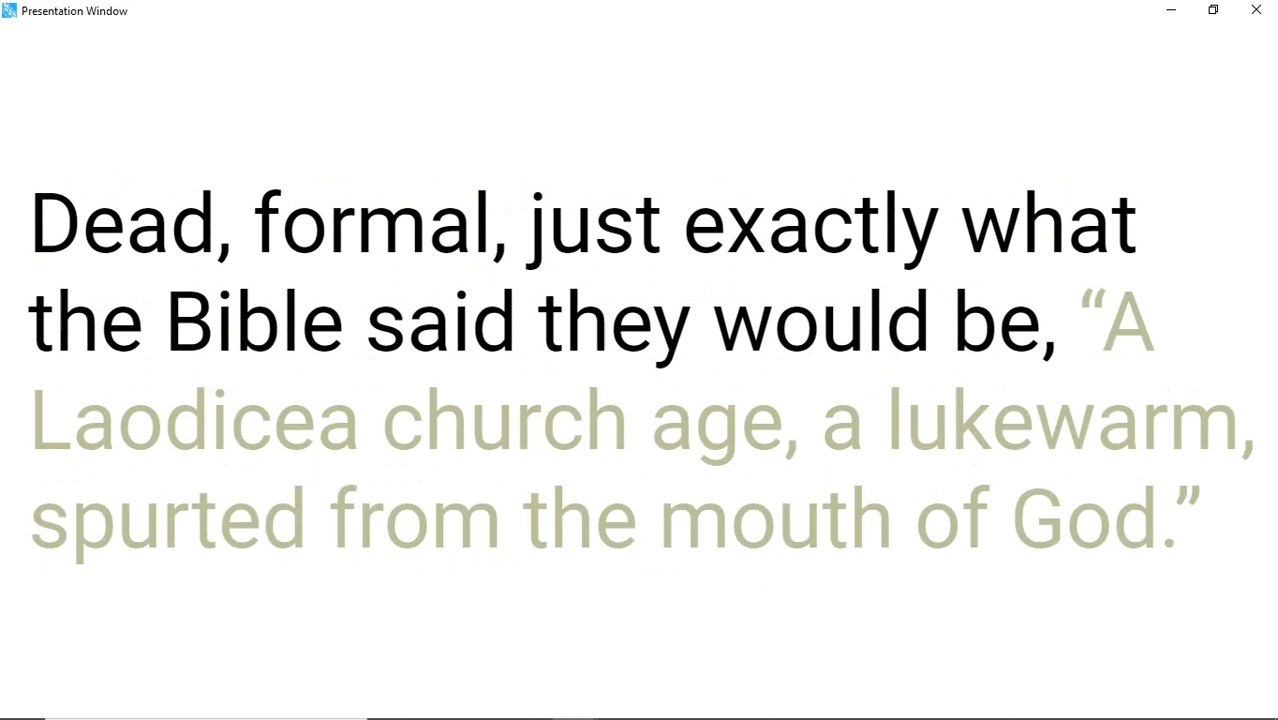 Presentation Window
Dead, formal, just exactly what
the Bible said they would be, “A
Laodicea church age, a lukewarm,
spurted from the mouth of God.”